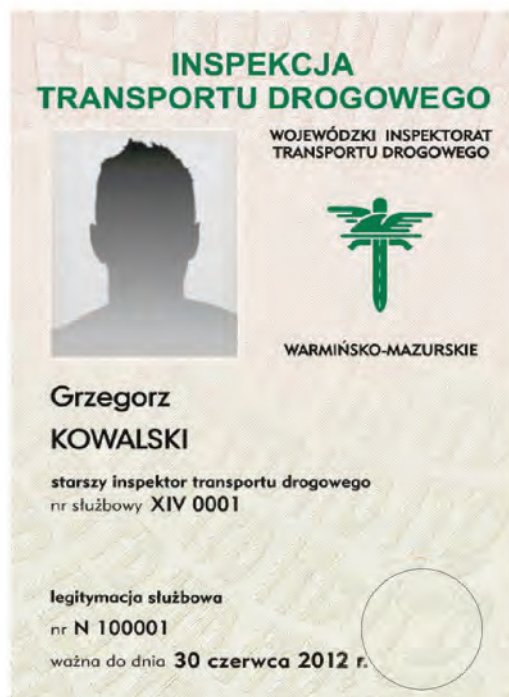 INSPEKCJA
TRANSPORTU DROGOWEGO
WOJEWÓDZKI INSPEKTORAT
TRANSPORTU DROGOWEGO
WARMIŃSKO-MAZURSKIE
Grzegorz
KOWALSKI
starszy inspektor transportu drogowego
nr służbowy XIV 0001
legitymacja służbowa
nr N 100001
ważna do dnia 30 czerwca 2012 r.